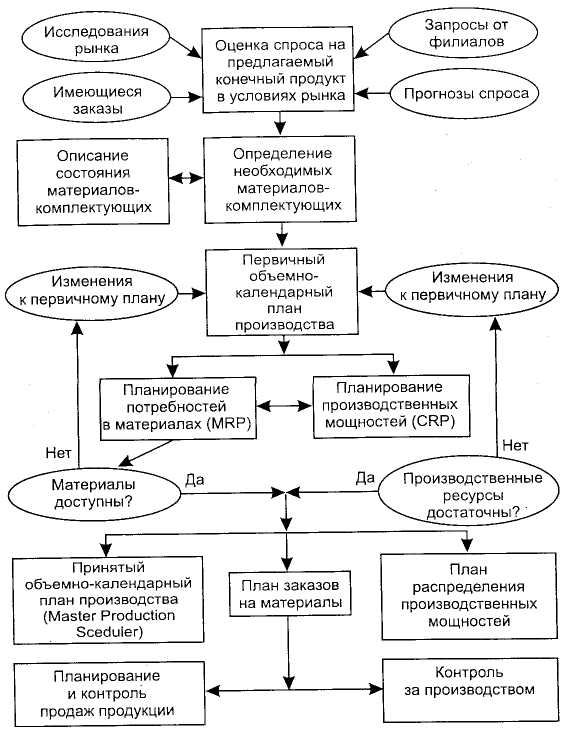 Исследования
рынка
Оценка спроса на
предлагаемый
конечный продукт
в условиях рынка
Запросы от
филиалов
Имеющиеся
заказы
Прогнозы спроса
Описание
состояния
материалов-
комплектующих
Определение
необходимых
материалов-
комплектующих
Первичный
объемно-
календарный
план
производства
Изменения
к первичному плану
Изменения
к первичному плану
Планирование
потребностей
в материалах (MRP)
Планирование
производственных
мощностей (CRP)
Нет
Нет
Материалы
доступны?
Да
Да
Производственные
ресурсы
достаточны?
Принятый
объемно-календарный
план производства
(Master Production
Sceduler)
План заказов
на материалы
План
распределения
производственных
мощностей
Планирование
и контроль
продаж продукции
Контроль
за производством